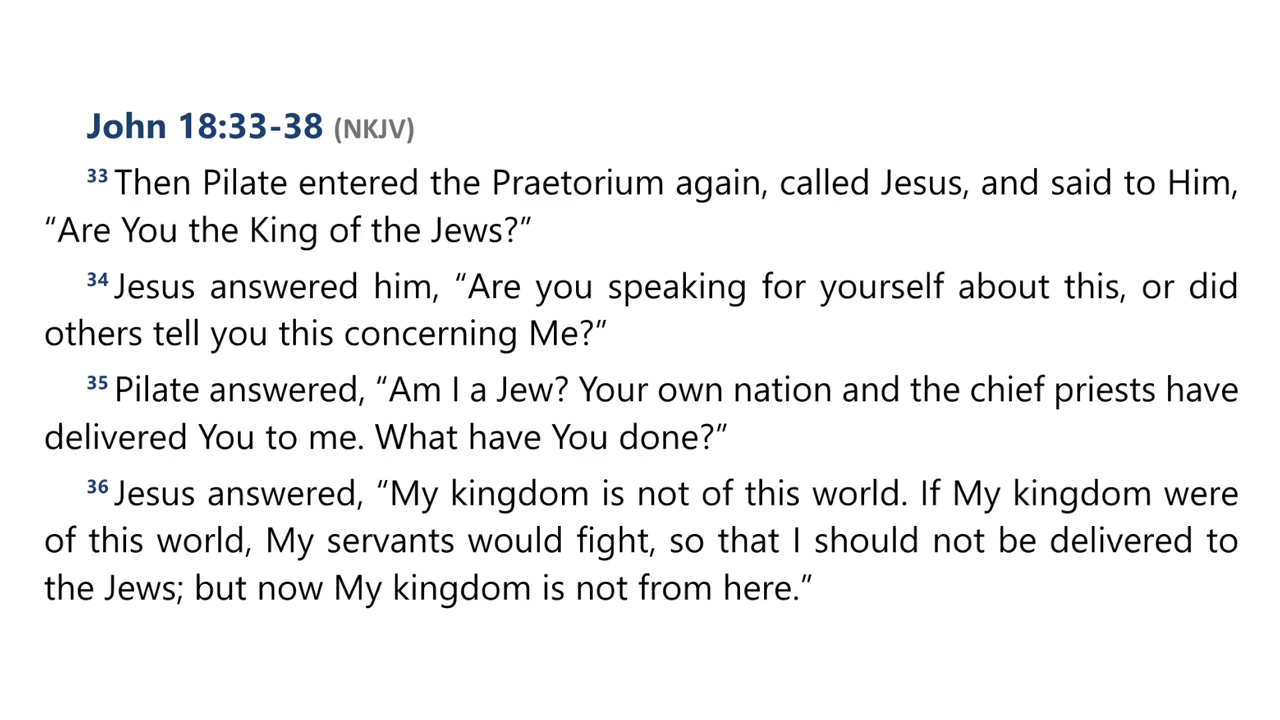 John 18:33-38 (NKJV)
33 Then Pilate entered the Praetorium again, called Jesus, and said to Him,
“Are You the King of the Jews?”
34 Jesus answered him, “Are you speaking for yourself about this, or did
others tell you this concerning Me?”
35 Pilate answered, “Am I a Jew? Your own nation and the chief priests have
delivered You to me. What have You done?”
36 Jesus answered, “My kingdom is not of this world. If My kingdom were
of this world, My servants would fight, so that I should not be delivered to
the Jews; but now My kingdom is not from here.”